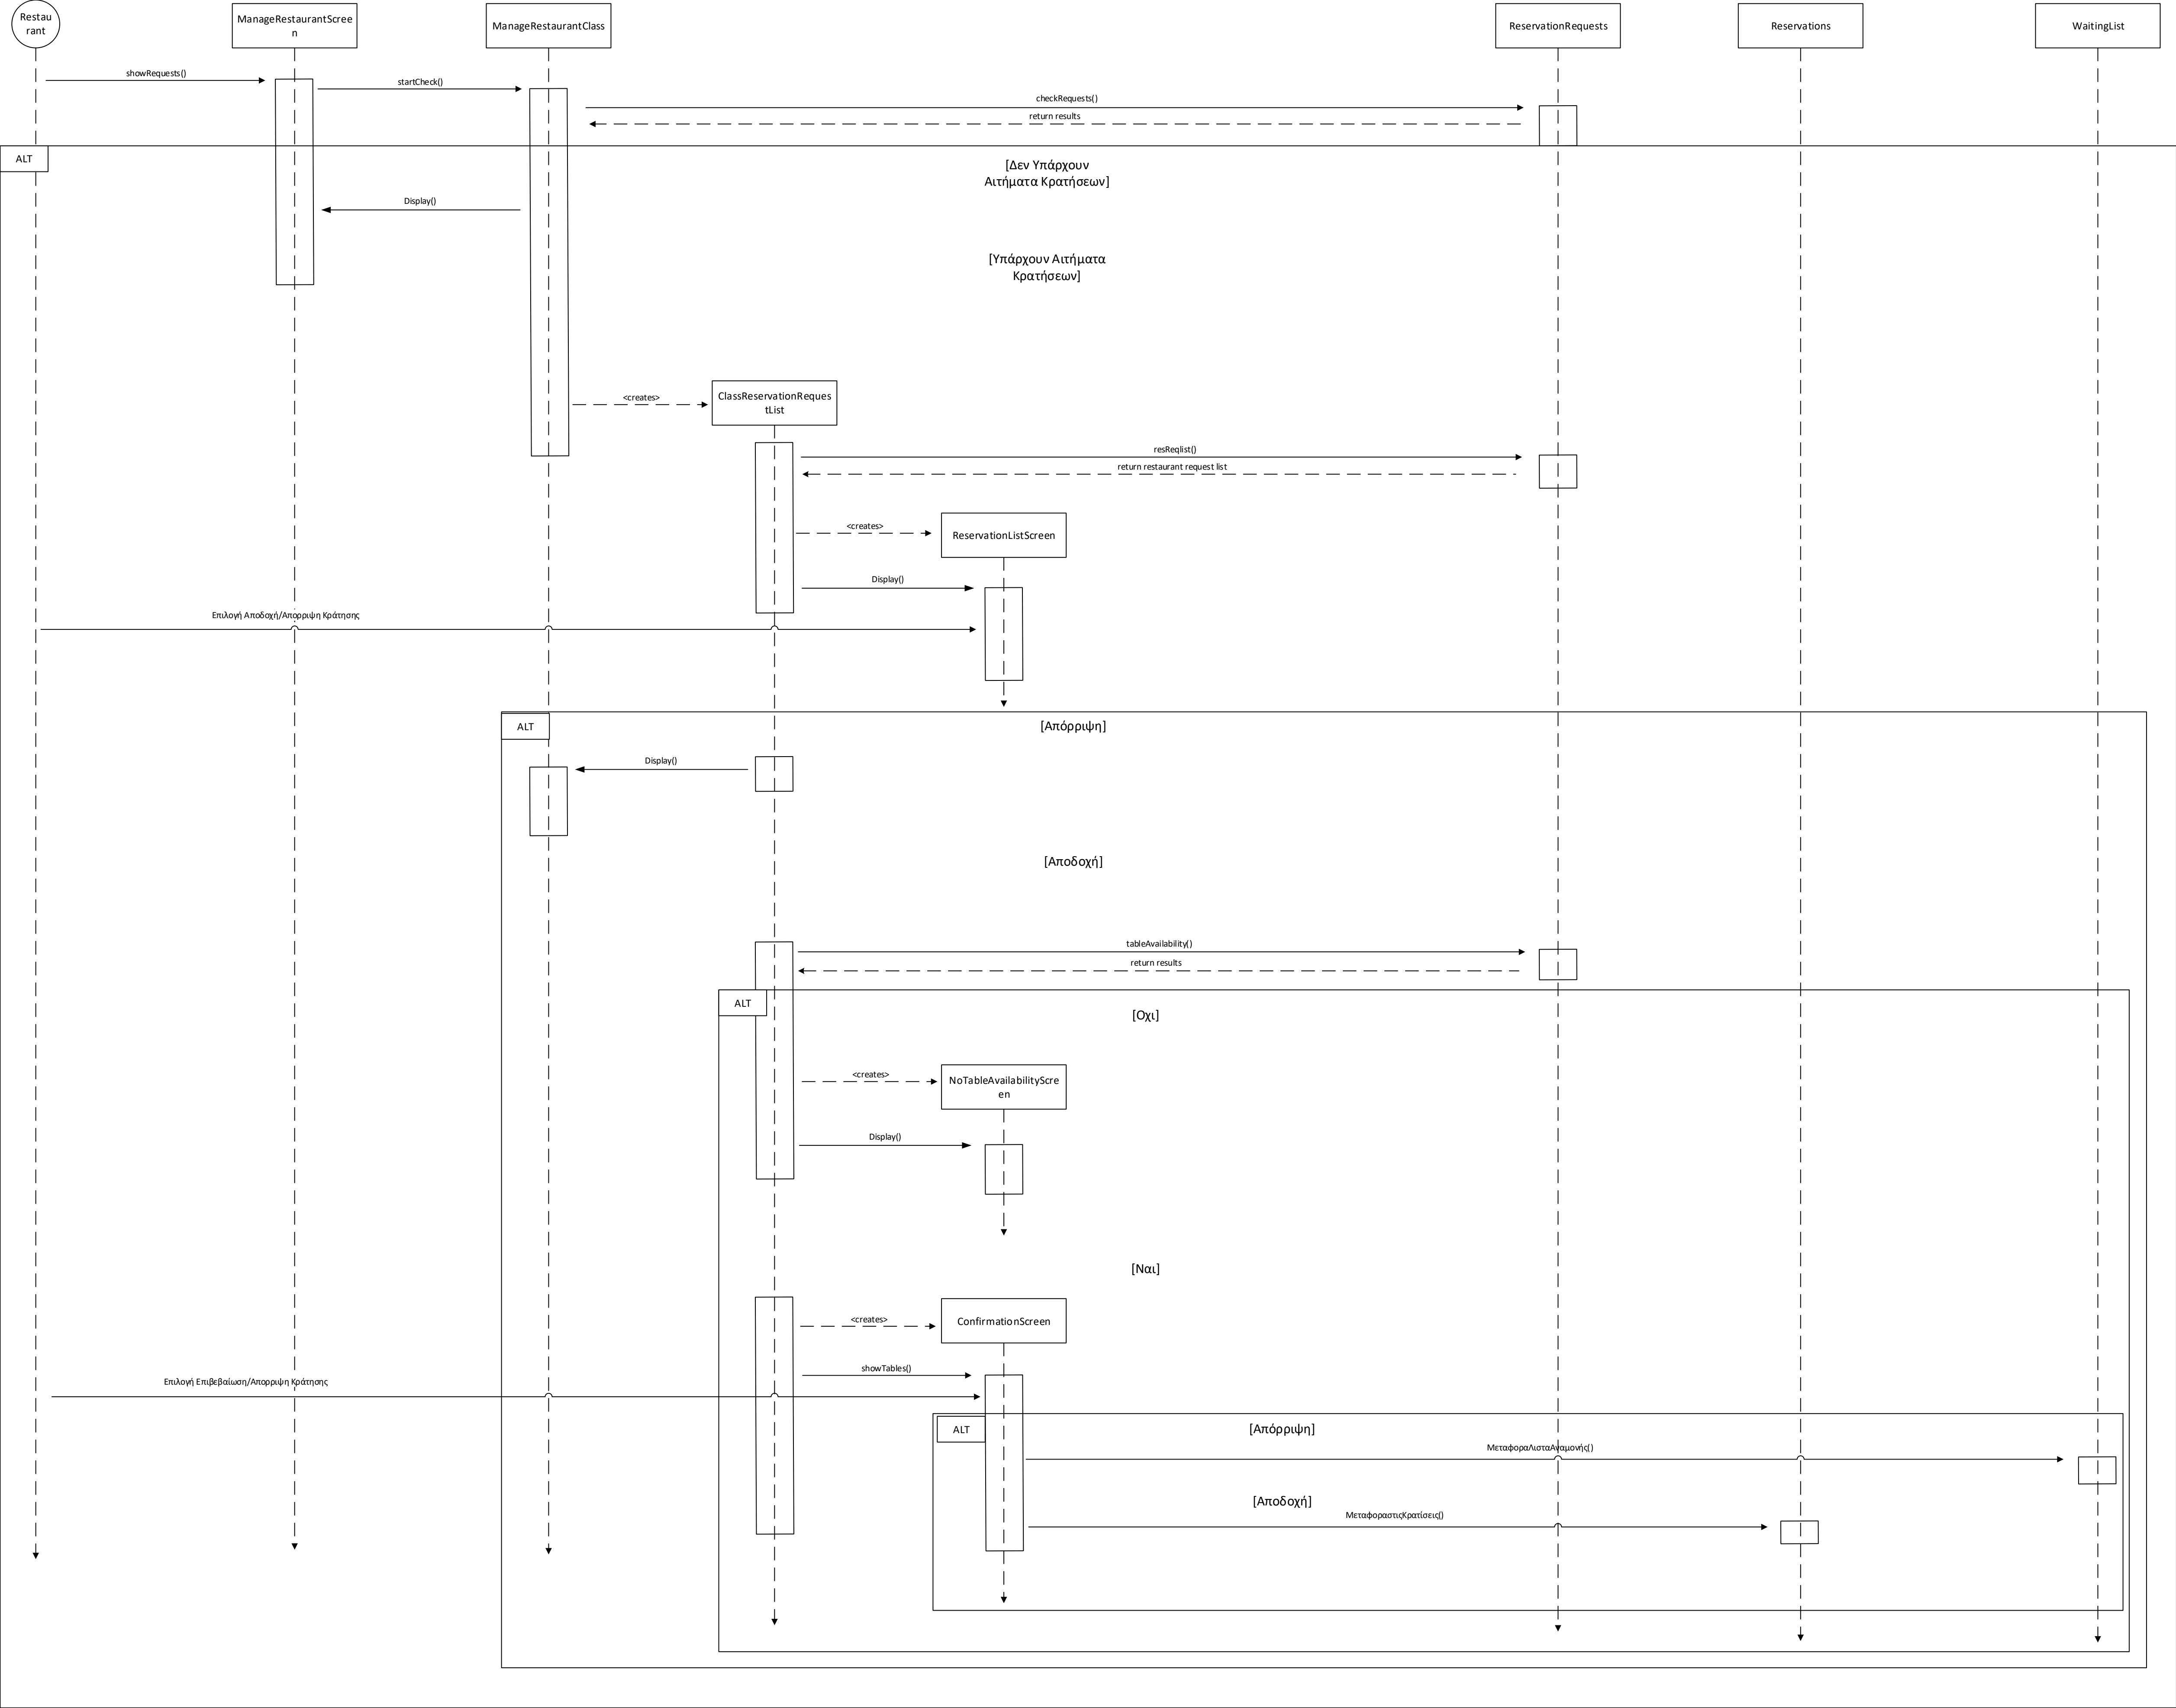 Restau
rant
ManageRestaurantScree
n
ManageRestaurantClass
ReservationRequests
Reservations
WaitingList
showRequests()
startCheck()
checkRequests()
return results
ALT
[Δεν Υπάρχουν
Αιτήματα Κρατήσεων]
Display()
[Υπάρχουν Αιτήματα
Κρατήσεων]
<creates>
ClassReservationReques
tList
resReqlist()
return restaurant request list
<creates>
ReservationListScreen
Display()
Επιλογή Αποδοχή/Απορριψη Κράτησης
ALT
[Απόρριψη]
Display()
[Αποδοχή]
tableAvailability()
return results
ALT
[Οχι]
<creates>
NoTableAvailabilityScre
en
Display()
[Ναι]
<creates>
ConfirmationScreen
showTables()
Επιλογή Επιβεβαίωση/Απορριψη Κράτησης
ALT
[Απόρριψη]
ΜεταφοραΛισταΑναμονής()
[Αποδοχή]
ΜεταφοραστιςΚρατίσεις()